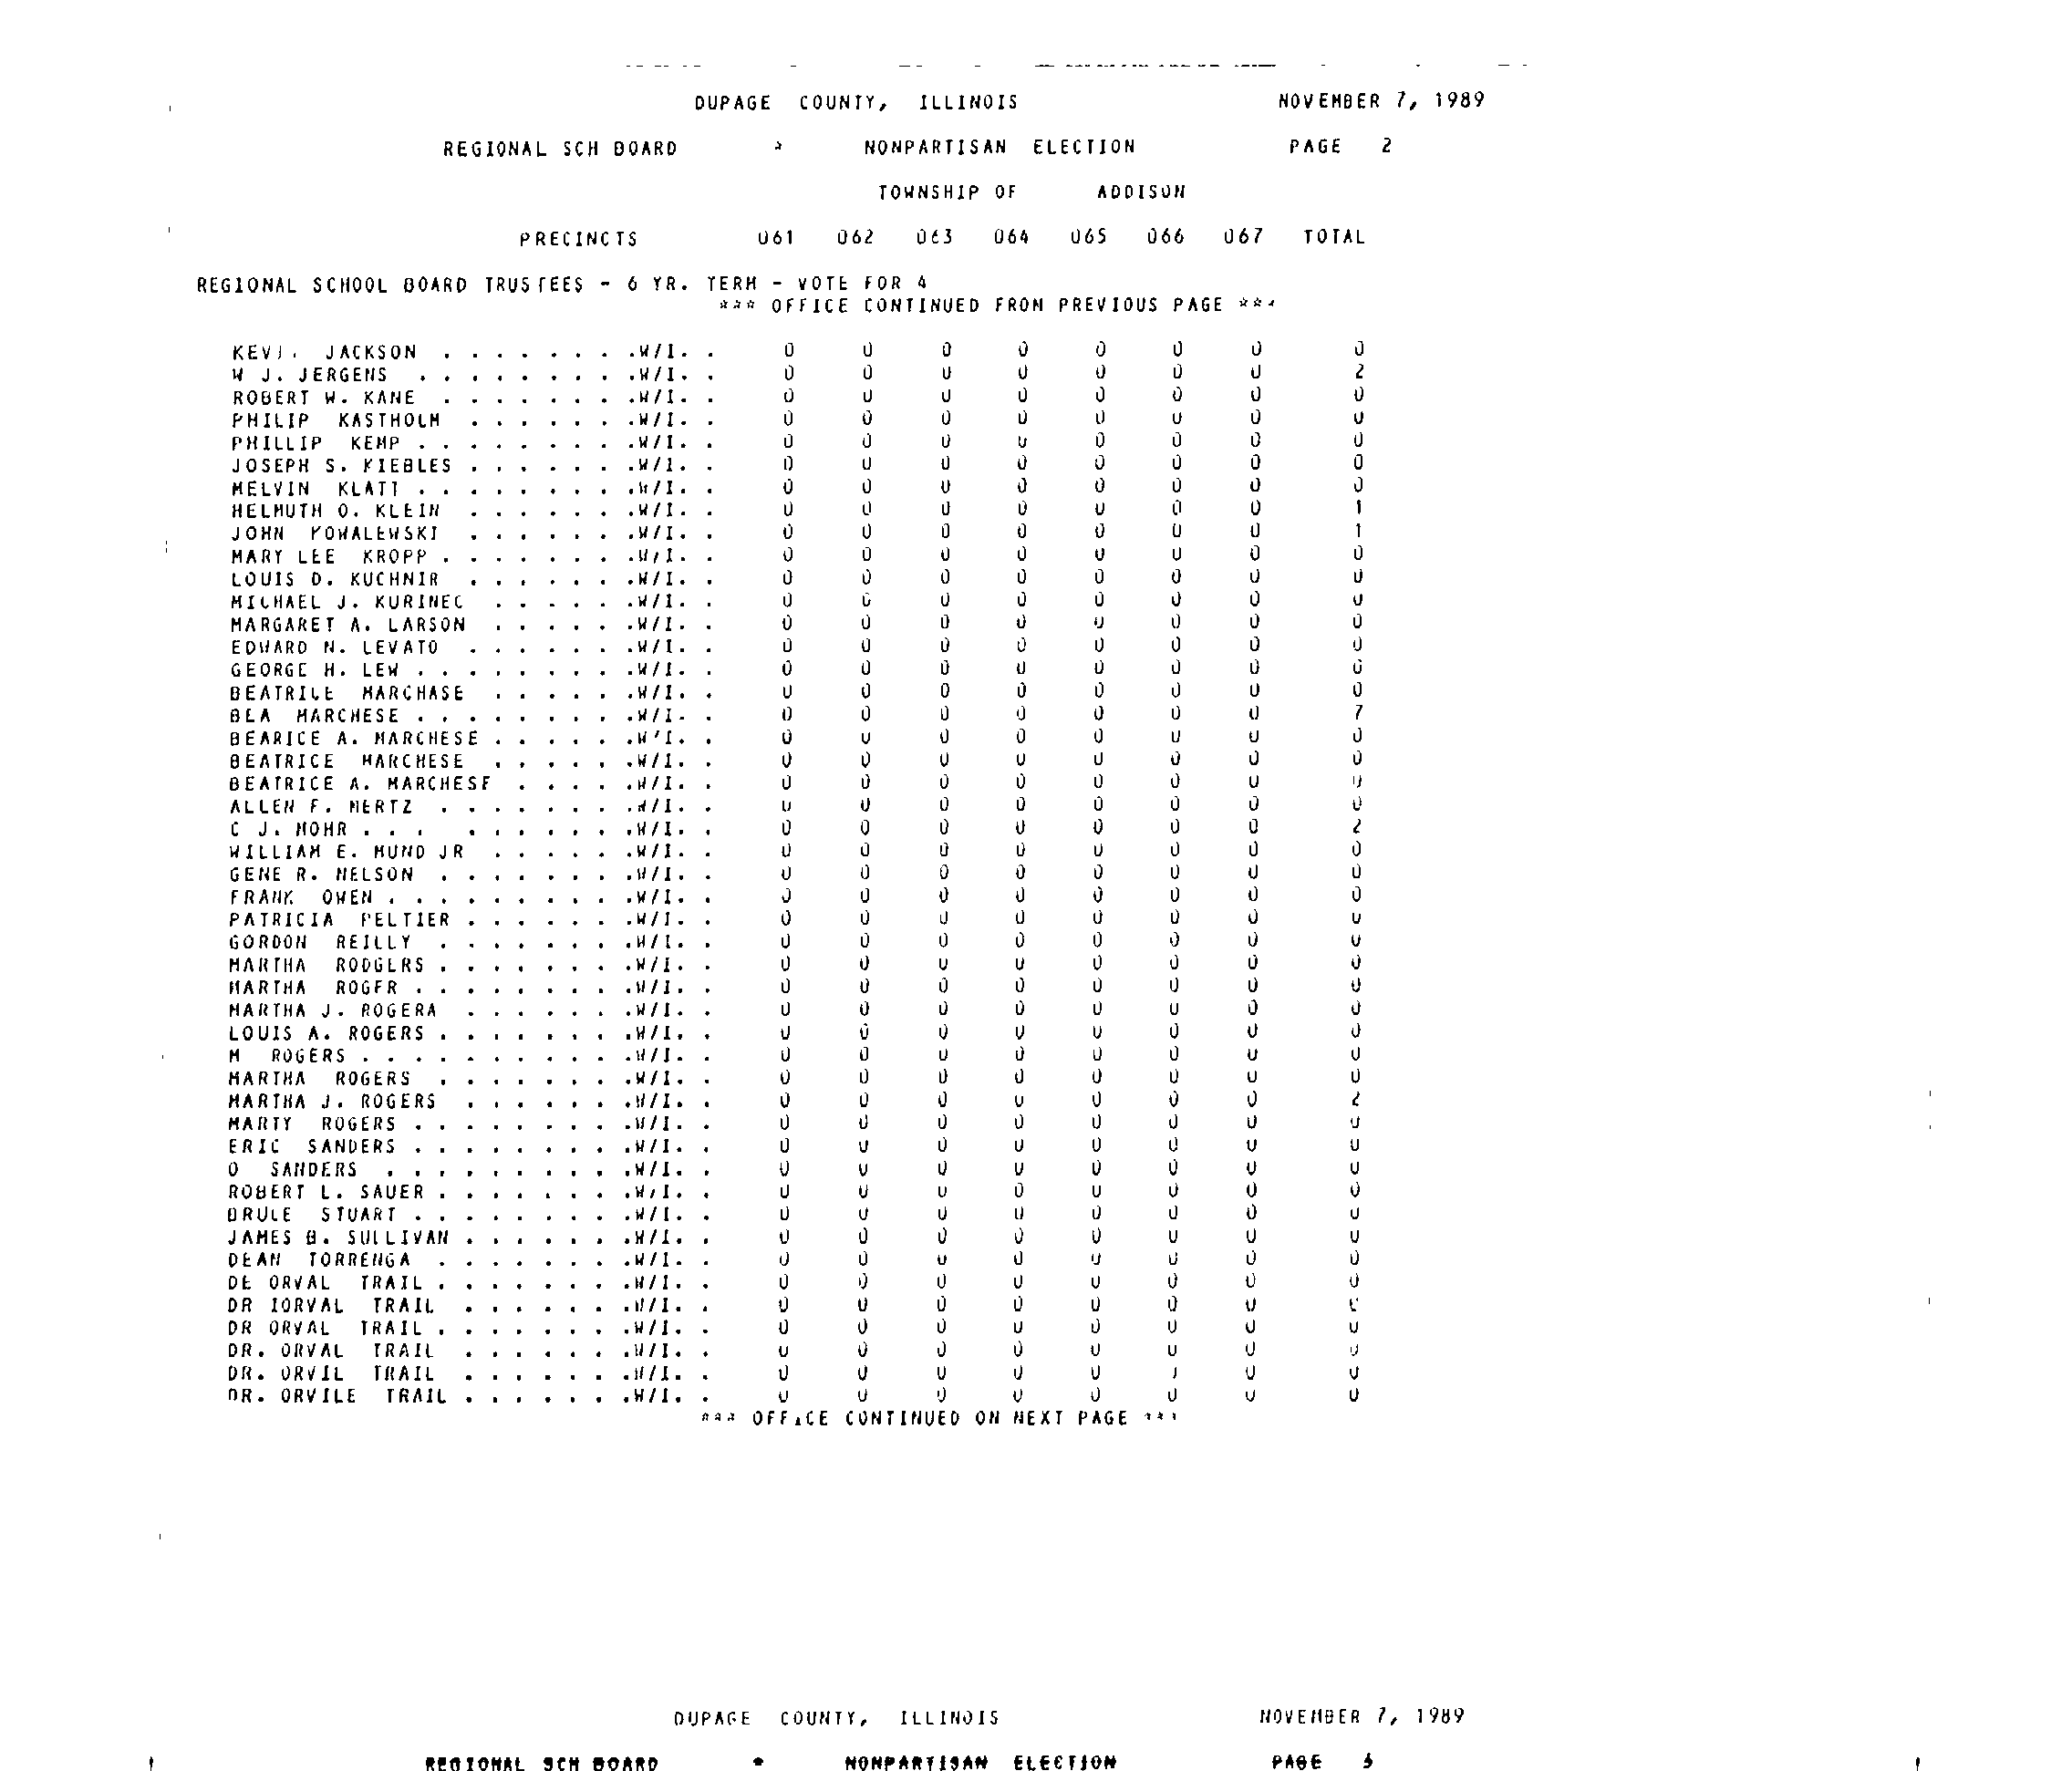 DUPAGE COUNTY, ILLINOIS NOVEMBER 7, 1989
REGIONAL SCH BOARD * NONPARTISAN ELECTION PAGE 2
TOWNSHIP OF ADDISON
PRECINCTS 061 062 063 064 065 066 067 TOTAL
REGIONAL SCHOOL BOARD TRUSTEES - 6 YR. TERM - VOTE FOR 4
*** OFFICE CONTINUED FROM PREVIOUS PAGE ***
JACKSON . . . . . . . .W/I. . 0 0 0 0 0 0 0 0
W J. JERGENS . . . . . . . . .W/I. . 0 0 0 0 0 0 0 2
ROBERT W. KANE . . . . . . . .W/I. . 0 0 0 0 0 0 0 0
PHILIP KASTHOLM . . . . . . .W/I. . 0 0 0 0 0 0 0 0
PHILLIP KEMP . . . . . . . . .W/I. . 0 0 0 0 0 0 0 0
JOSEPH S. KIEBLES . . . . . . .W/I. . 0 0 0 0 0 0 0 0
MELVIN KLATT . . . . . . . . .W/I. . 0 0 0 0 0 0 0 0
HELMUTH O. KLEIN . . . . . . .W/I. . 0 0 0 0 0 0 0 1
JOHN KOWALEWSKI . . . . . . .W/I. . 0 0 0 0 0 0 0 1
MARY LEE KROPP . . . . . . . .W/I. . 0 0 0 0 0 0 0 0
LOUIS D. KUCHNIR . . . . . . .W/I. . 0 0 0 0 0 0 0 0
MICHAEL J. KURINEC . . . . . .W/I. . 0 0 0 0 0 0 0 0
MARGARET A. LARSON . . . . . .W/I. . 0 0 0 0 0 0 0 0
EDWARD N. LEVATO . . . . . . .W/I. . 0 0 0 0 0 0 0 0
GEORGE H. LEW . . . . . . . . .W/I. . 0 0 0 0 0 0 0 0
BEATRICE MARCHASE . . . . . .W/I. . 0 0 0 0 0 0 0 0
BEA MARCHESE . . . . . . . . .W/I. . 0 0 0 0 0 0 0 7
BEARICE A. MARCHESE . . . . . .W/I. . 0 0 0 0 0 0 0 0
BEATRICE MARCHESE . . . . . .W/I. . 0 0 0 0 0 0 0 0
BEATRICE A. MARCHESE . . . . .W/I. . 0 0 0 0 0 0 0 0
ALLEN F. MERTZ . . . . . . . .W/I. . 0 0 0 0 0 0 0 0
C J. MOHR . . . . . . . . . .W/I. . 0 0 0 0 0 0 0 2
WILLIAM E. MUND JR . . . . . .W/I. . 0 0 0 0 0 0 0 0
GENE R. NELSON . . . . . . . .W/I. . 0 0 0 0 0 0 0 0
FRANK OWEN . . . . . . . . . .W/I. . 0 0 0 0 0 0 0 0
PATRICIA PELTIER . . . . . . .W/I. . 0 0 0 0 0 0 0 0
GORDON REILLY . . . . . . . .W/I. . 0 0 0 0 0 0 0 0
MARTHA RODGERS . . . . . . . .W/I. . 0 0 0 0 0 0 0 0
MARTHA ROGER . . . . . . . . .W/I. . 0 0 0 0 0 0 0 0
MARTHA J. ROGERA . . . . . . .W/I. . 0 0 0 0 0 0 0 0
LOUIS A. ROGERS . . . . . . . .W/I. . 0 0 0 0 0 0 0 0
M ROGERS . . . . . . . . . . .W/I. . 0 0 0 0 0 0 0 0
MARTHA ROGERS . . . . . . . .W/I. . 0 0 0 0 0 0 0 0
MARTHA J. ROGERS . . . . . . .W/I. . 0 0 0 0 0 0 0 2
MARTY ROGERS . . . . . . . . .W/I. . 0 0 0 0 0 0 0 0
ERIC SANDERS . . . . . . . . .W/I. . 0 0 0 0 0 0 0 0
O SANDERS . . . . . . . . . .W/I. . 0 0 0 0 0 0 0 0
ROBERT L. SAUER . . . . . . . .W/I. . 0 0 0 0 0 0 0 0
BRUCE STUART . . . . . . . . .W/I. . 0 0 0 0 0 0 0 0
JAMES B. SULLIVAN . . . . . . .W/I. . 0 0 0 0 0 0 0 0
DEAN TORRENGA . . . . . . . .W/I. . 0 0 0 0 0 0 0 0
DE ORVAL TRAIL . . . . . . . .W/I. . 0 0 0 0 0 0 0 0
DR IORVAL TRAIL . . . . . . .W/I. . 0 0 0 0 0 0 0 0
DR ORVAL TRAIL . . . . . . . .W/I. . 0 0 0 0 0 0 0 0
DR. ORVAL TRAIL . . . . . . .W/I. . 0 0 0 0 0 0 0 0
DR. ORVIL TRAIL . . . . . . .W/I. . 0 0 0 0 0 0 0 0
DR. ORVILE TRAIL . . . . . . .W/I. . 0 0 0 0 0 0 0 0
*** OFFICE CONTINUED ON NEXT PAGE ***
DUPAGE COUNTY, ILLINOIS NOVEMBER 7, 1989
REGIONAL SCH BOARD * NONPARTISAN ELECTION PAGE